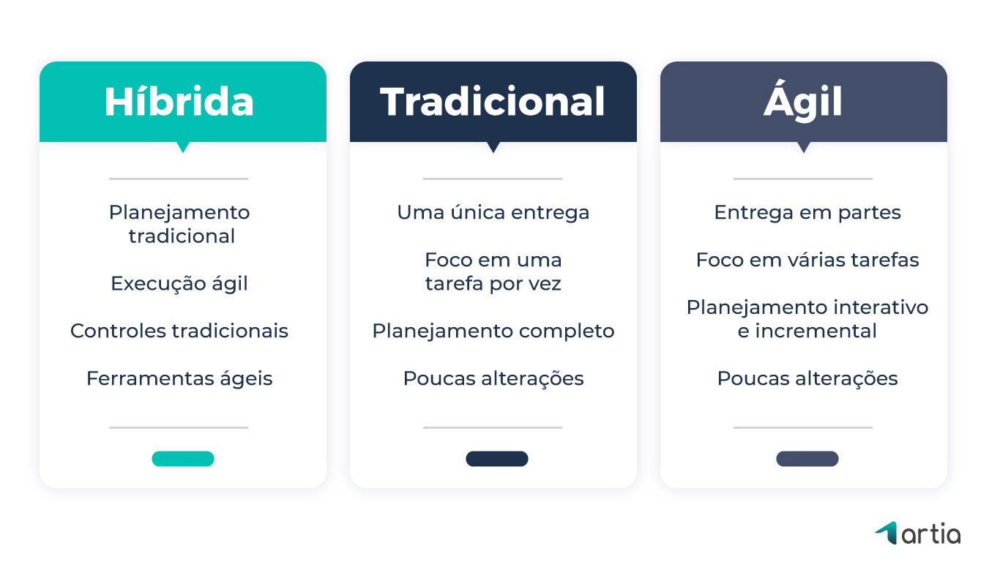 Híbrida
Planejamento
tradicional
Execução ágil
Controles tradicionais
Ferramentas ágeis
Tradicional
Uma única entrega
Foco em uma
tarefa por vez
Planejamento completo
Poucas alterações
Ágil
Entrega em partes
Foco em várias tarefas
Planejamento interativo
e incremental
Poucas alterações
artia